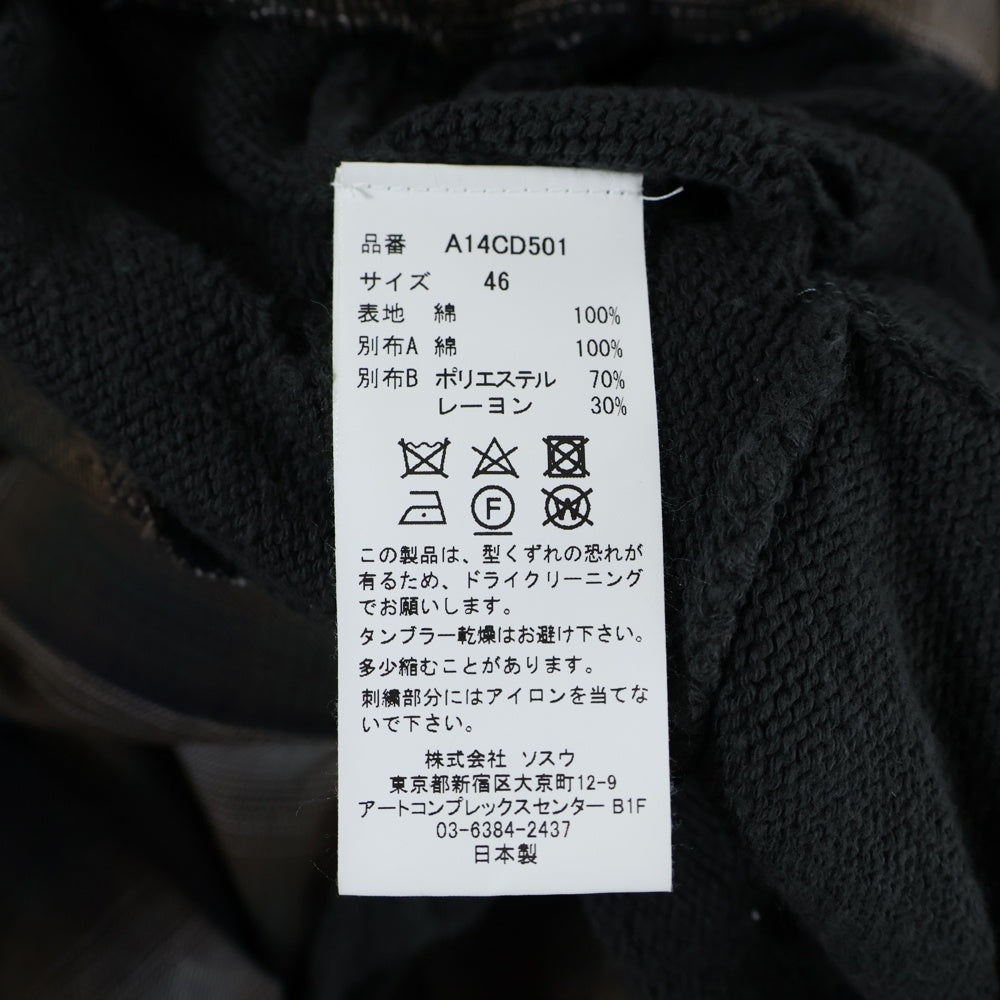 品番 A14CD501
サイズ 46
表地 綿 100%
別布A 綿 100%
別布B ポリエステル 70%
レーヨン 30%
F
W
この製品は、型くずれの恐れが
有るため、ドライクリーニング
でお願いします。
タンブラー乾燥はお避け下さい。
多少縮むことがあります。
刺繍部分にはアイロンを当てな
いで下さい。
株式会社 ソスウ
東京都新宿区大京町12-9
アートコンプレックスセンター B1F
03-6384-2437
日本製